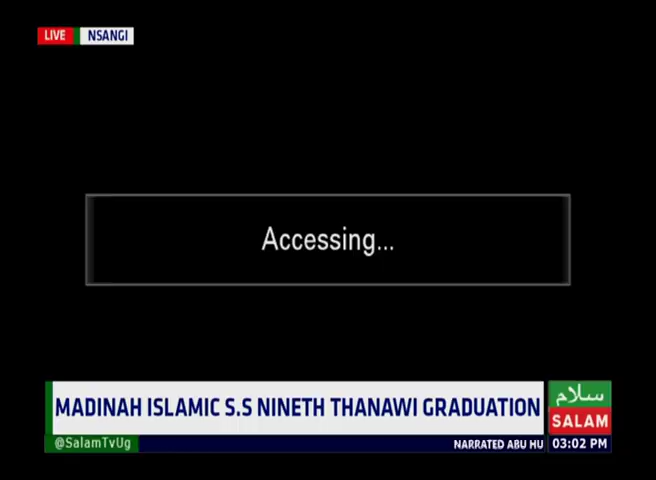 LIVE NSANGI
Accessing...
MADINAH ISLAMIC S.S NINETH THANAWI GRADUATION
سلام
SALAM
@SalamTvUg NARRATED ABU HU 03:02 PM